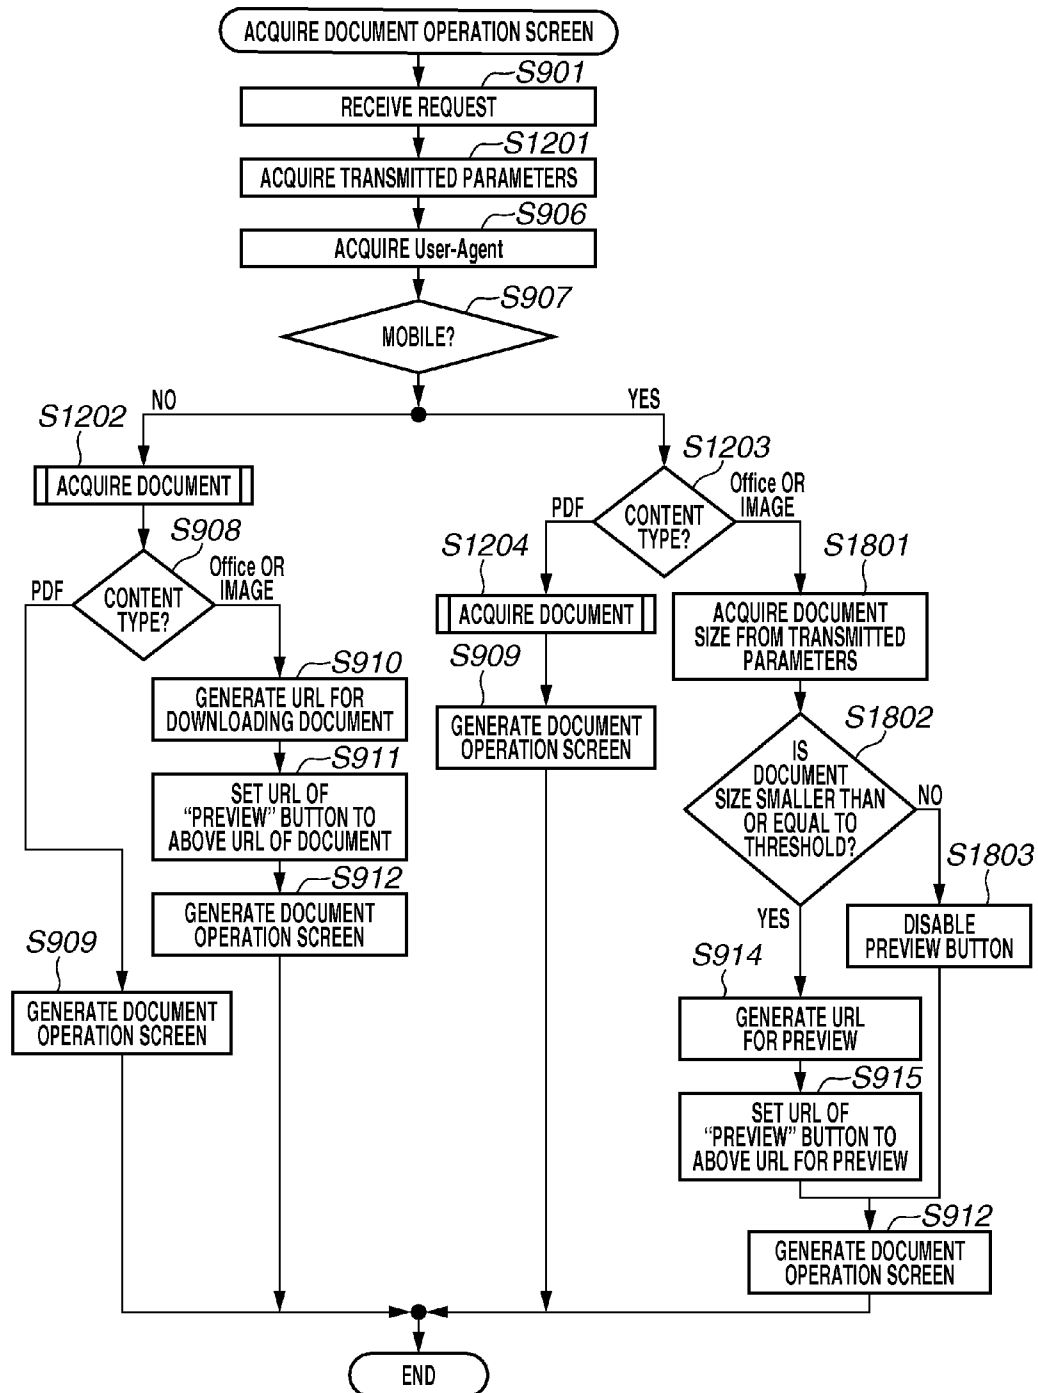 ACQUIRE DOCUMENT OPERATION SCREEN
S901
RECEIVE REQUEST
S1201
ACQUIRE TRANSMITTED PARAMETERS
S906
ACQUIRE User-Agent
S907
MOBILE?
NO
YES
S1202
ACQUIRE DOCUMENT
S908
PDF
CONTENT
TYPE?
Office OR
IMAGE
S910
GENERATE URL FOR
DOWNLOADING DOCUMENT
S911
SET URL OF
“PREVIEW” BUTTON TO
ABOVE URL OF DOCUMENT
S912
GENERATE DOCUMENT
OPERATION SCREEN
S909
GENERATE DOCUMENT
OPERATION SCREEN
S1203
PDF
CONTENT
TYPE?
Office OR
IMAGE
S1204
ACQUIRE DOCUMENT
S909
GENERATE DOCUMENT
OPERATION SCREEN
S1801
ACQUIRE DOCUMENT
SIZE FROM TRANSMITTED
PARAMETERS
S1802
IS
DOCUMENT
SIZE SMALLER THAN
OR EQUAL TO
THRESHOLD?
NO
YES
S1803
DISABLE
PREVIEW BUTTON
S914
GENERATE URL
FOR PREVIEW
S915
SET URL OF
“PREVIEW” BUTTON TO
ABOVE URL FOR PREVIEW
S912
GENERATE DOCUMENT
OPERATION SCREEN
END